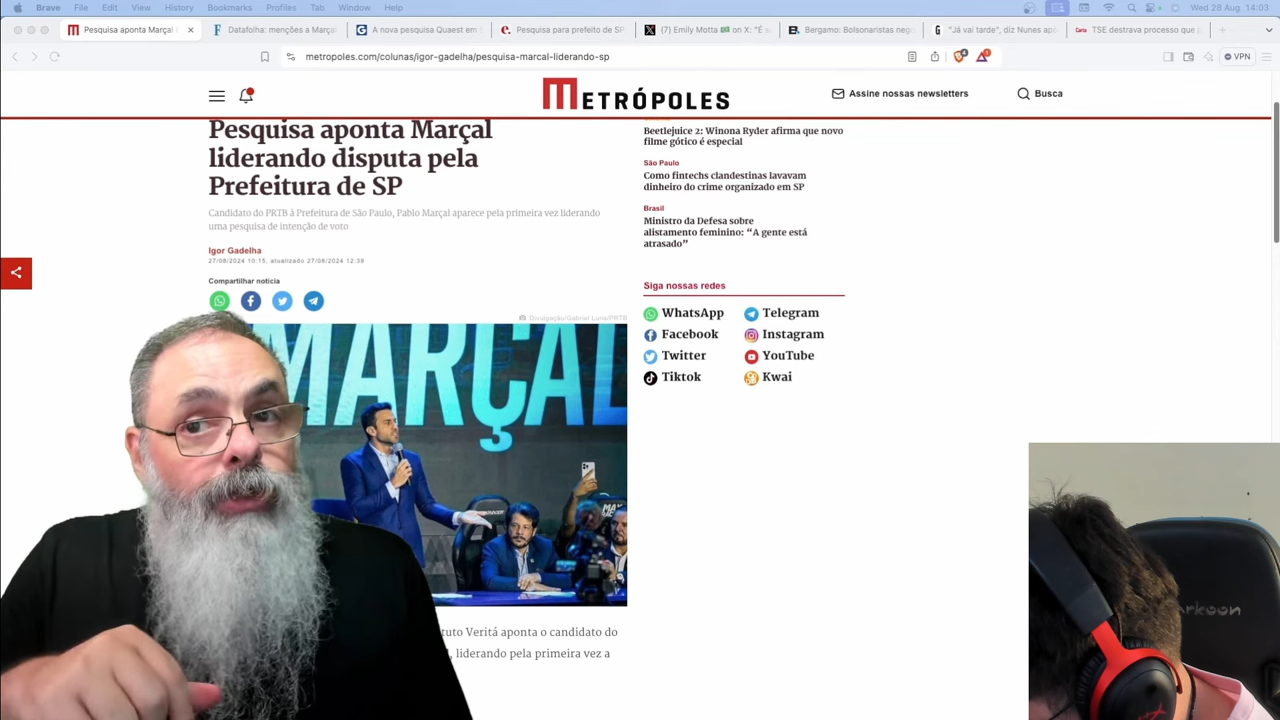 Brave File Edit View History Bookmarks PRTB Tab Window Help
Wed 28 Aug 14:03
Pesquisa aponta Marçal
Datafolha: menções a Març
A nova pesquisa Quaest em
Pesquisa para prefeito de SP
Bergamo: Bolsonaristas neg
"Já vai tarde", diz Nunes apó
TSE destrava processo que p
metropoles.com/colunas/igor-gadelha/pesquisa-marcal-liderando-sp
VPN
METRÓPOLES
Assine nossas newsletters
Busca
Pesquisa aponta Marçal
liderando disputa pela
Prefeitura de SP
Candidato do PRTB à Prefeitura de São Paulo, Pablo Marçal aparece pela primeira vez liderando
uma pesquisa de intenção de voto
Igor Gadelha
27/08/2024 10:15, atualizado 27/08/2024 12:39
Compartilhar notícia
Divulgação/Gabriel Luna/PRTB
MARÇAL
tuto Veritá aponta o candidato do
, liderando pela primeira vez a
Beetlejuice 2: Winona Ryder afirma que novo
filme gótico é especial
São Paulo
Como fintechs clandestinas lavavam
dinheiro do crime organizado em SP
Brasil
Ministro da Defesa sobre
alistamento feminino: “A gente está
atrasado”
Siga nossas redes
WhatsApp
Telegram
Facebook
Instagram
Twitter
YouTube
Tiktok
Kwai